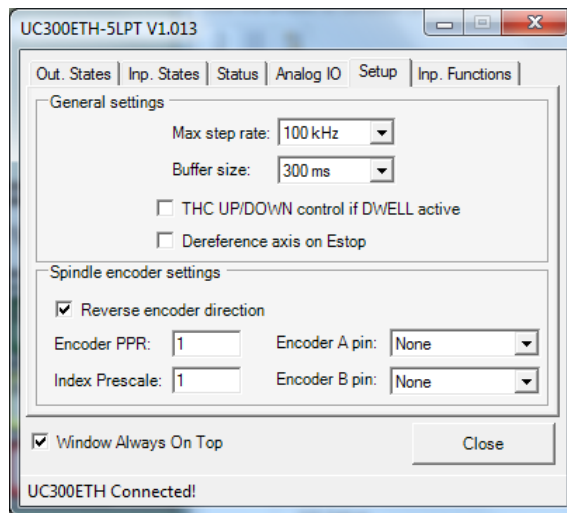 UC300ETH-5LPT V1.013
Out. States Inp. States Status Analog IO Setup Inp. Functions
General settings
Max step rate: 100 kHz
Buffer size: 300 ms
THC UP/DOWN control if DWELL active
Dereference axis on Estop
Spindle encoder settings
Reverse encoder direction
Encoder PPR: 1 Encoder A pin: None
Index Prescale: 1 Encoder B pin: None
Window Always On Top Close
UC300ETH Connected!